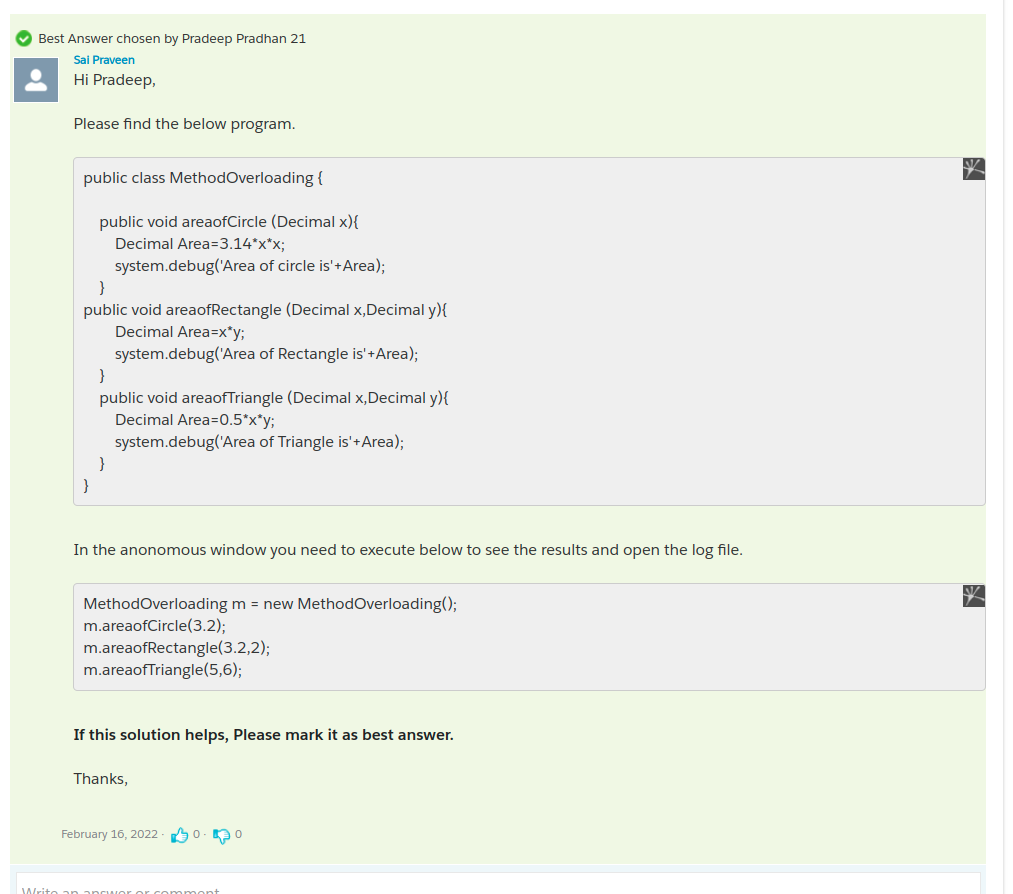 Best Answer chosen by Pradeep Pradhan 21
Sai Praveen
Hi Pradeep,
Please find the below program.
public class MethodOverloading {
public void areaofCircle (Decimal x){
Decimal Area=3.14*x*x;
system.debug('Area of circle is'+Area);
}
public void areaofRectangle (Decimal x,Decimal y){
Decimal Area=x*y;
system.debug('Area of Rectangle is'+Area);
}
public void areaofTriangle (Decimal x,Decimal y){
Decimal Area=0.5*x*y;
system.debug('Area of Triangle is'+Area);
}
}
In the anonomous window you need to execute below to see the results and open the log file.
MethodOverloading m = new MethodOverloading();
m.areaofCircle(3.2);
m.areaofRectangle(3.2,2);
m.areaofTriangle(5,6);
If this solution helps, Please mark it as best answer.
Thanks,
February 16, 2022 · 0 · 0
Write an answer or comment